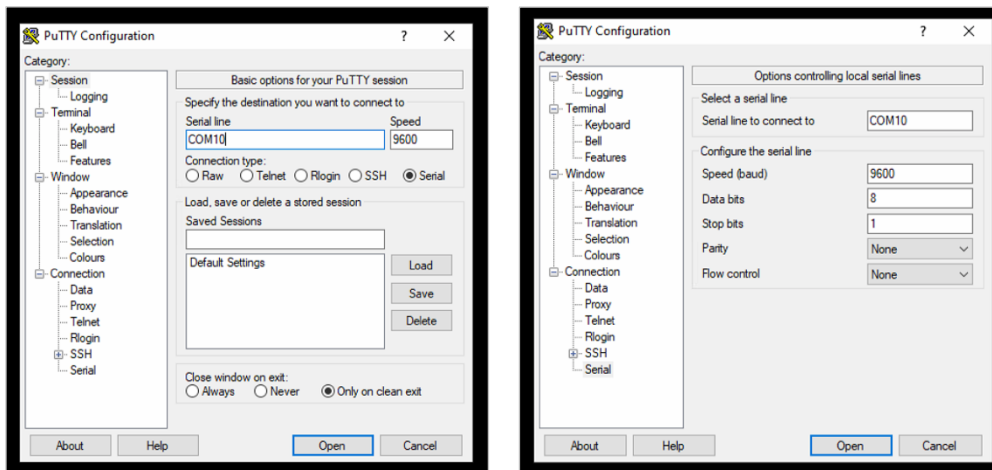 PuTTY Configuration
? ×
Category:
Session
Logging
Terminal
Keyboard
Bell
Features
Window
Appearance
Behaviour
Translation
Selection
Colours
Connection
Data
Proxy
Telnet
Rlogin
SSH
Serial
Basic options for your PuTTY session
Specify the destination you want to connect to
Serial line Speed
COM10 9600
Connection type:
Raw Telnet Rlogin SSH Serial
Load, save or delete a stored session
Saved Sessions
Default Settings
Load
Save
Delete
Close window on exit:
Always Never Only on clean exit
About Help Open Cancel
PuTTY Configuration
? ×
Category:
Session
Logging
Terminal
Keyboard
Bell
Features
Window
Appearance
Behaviour
Translation
Selection
Colours
Connection
Data
Proxy
Telnet
Rlogin
SSH
Serial
Options controlling local serial lines
Select a serial line
Serial line to connect to COM10
Configure the serial line
Speed (baud) 9600
Data bits 8
Stop bits 1
Parity None
Flow control None
About Help Open Cancel